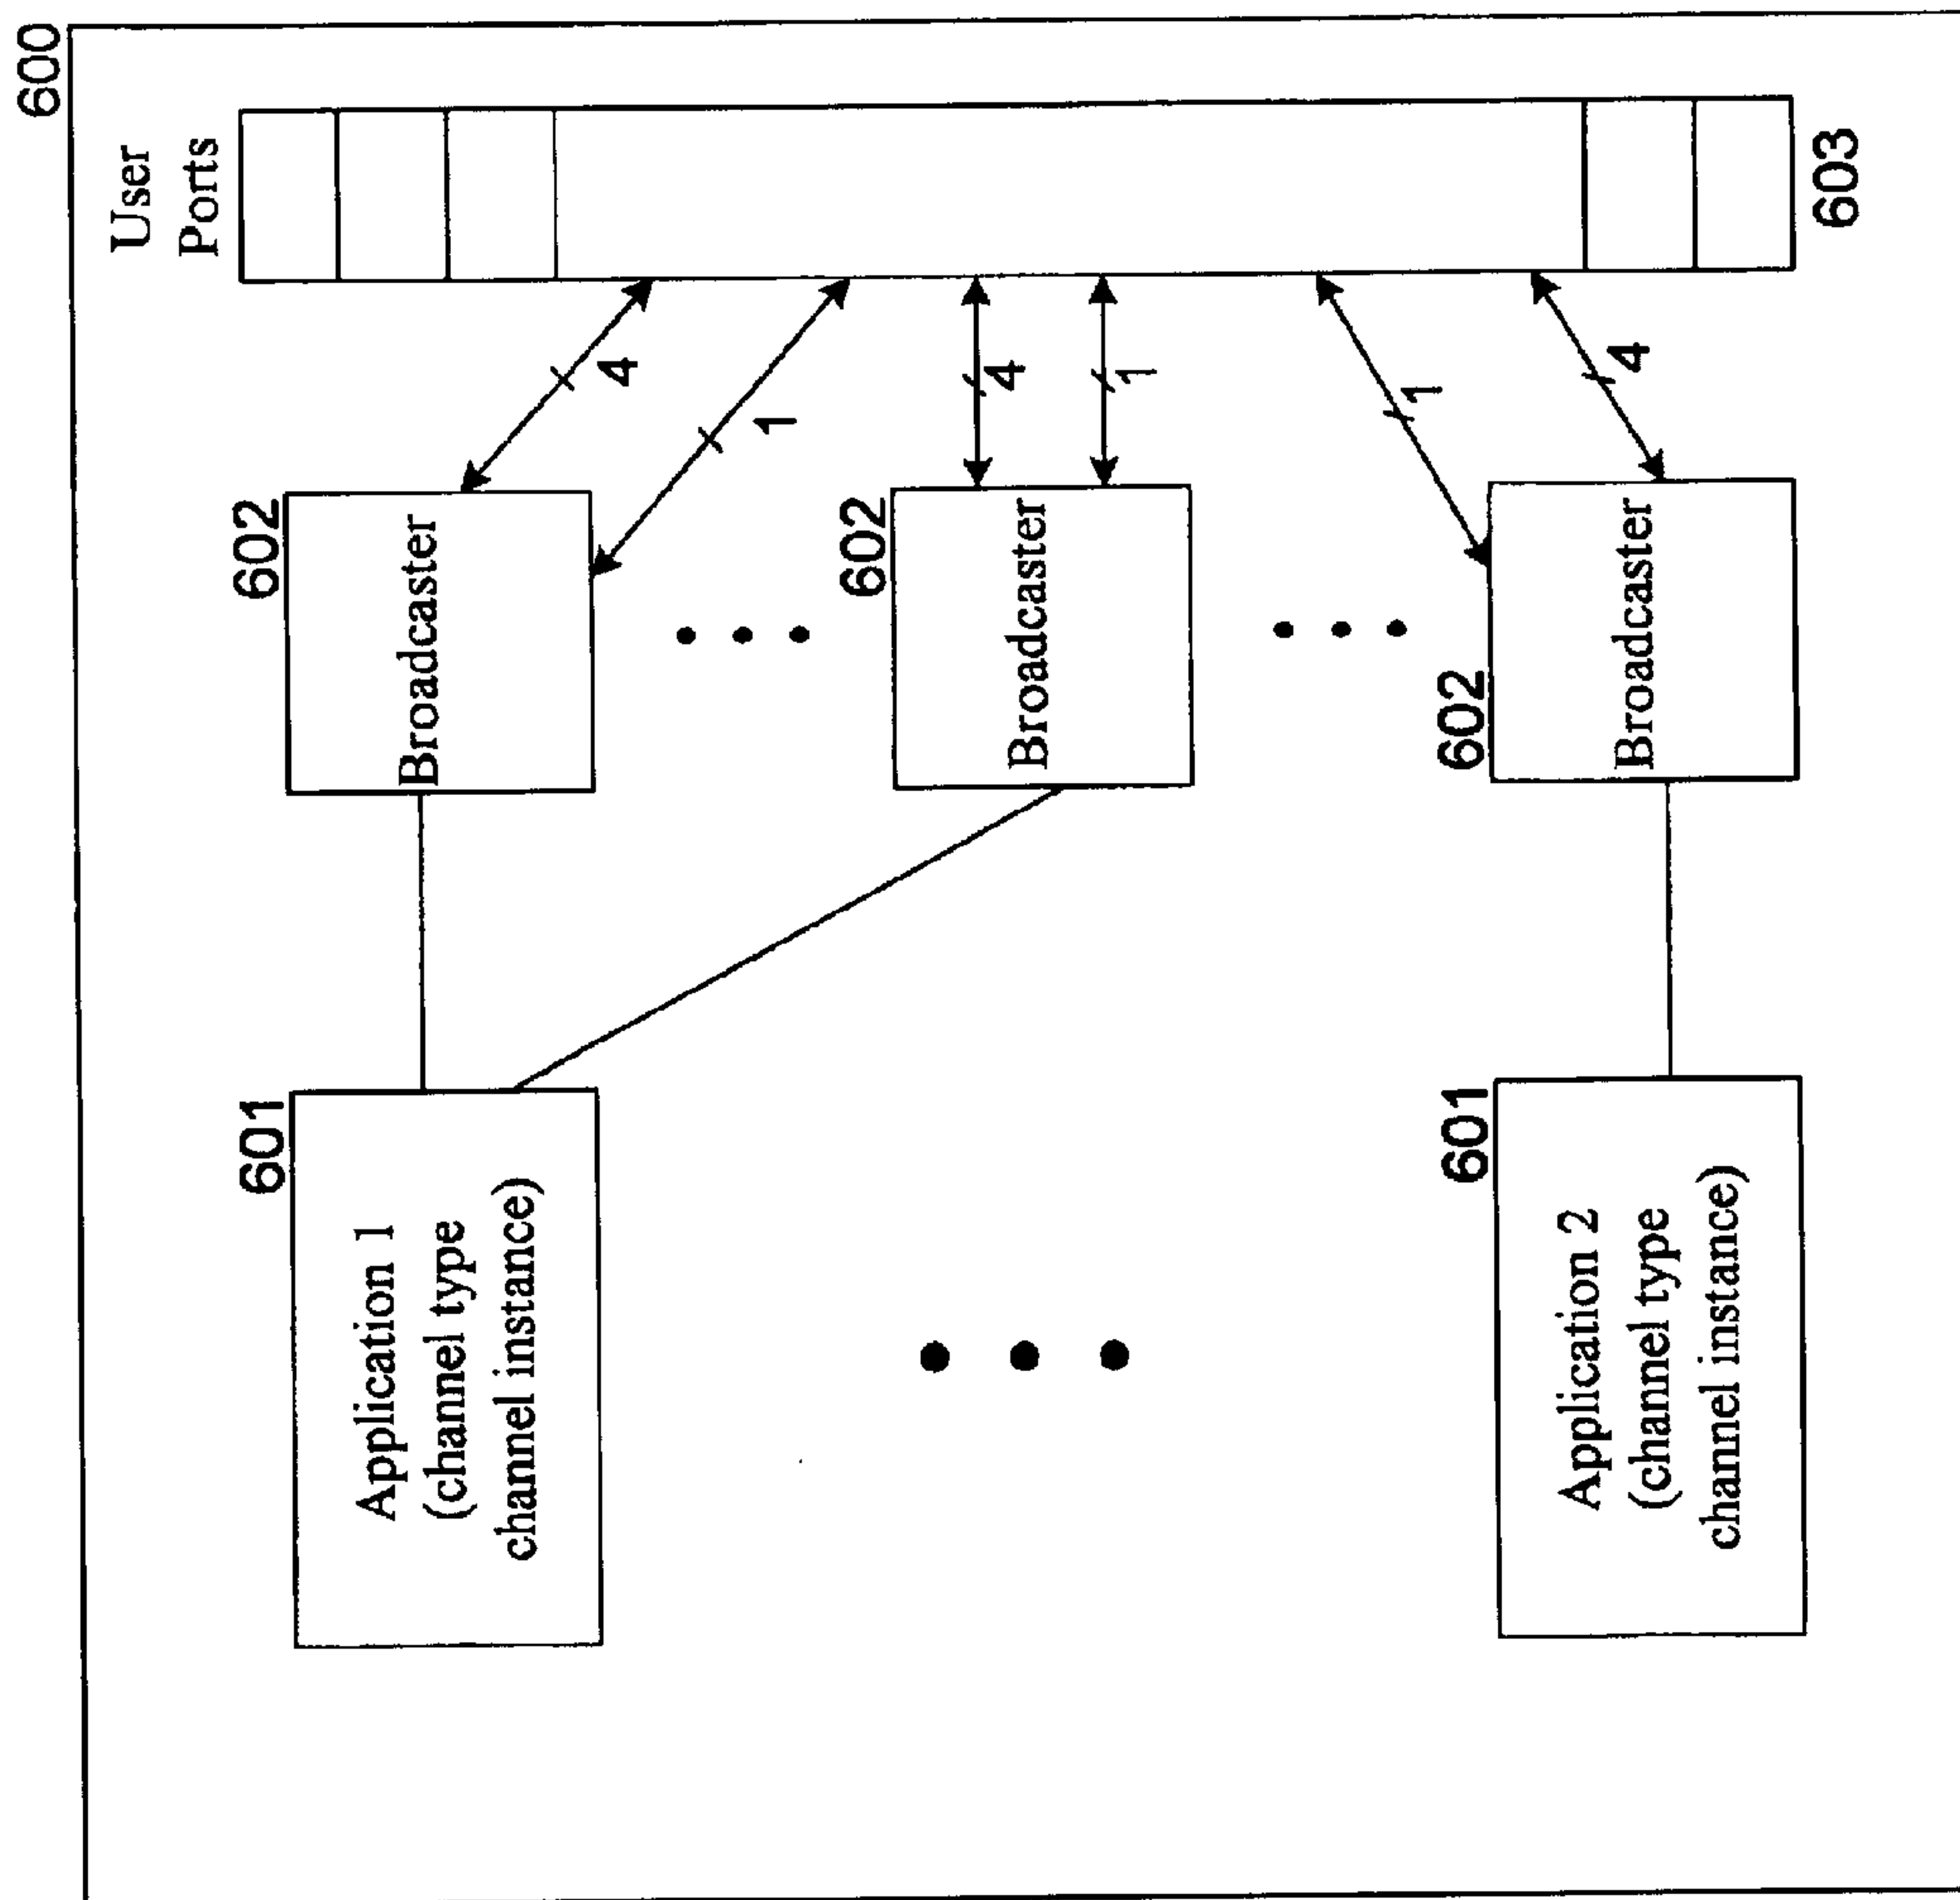 600
User
Ports
603
4
1
4
1
1
4
602
Broadcaster
602
Broadcaster
602
Broadcaster
601
Application 1
(channel type
channel instance)
601
Application 2
(channel type
channel instance)